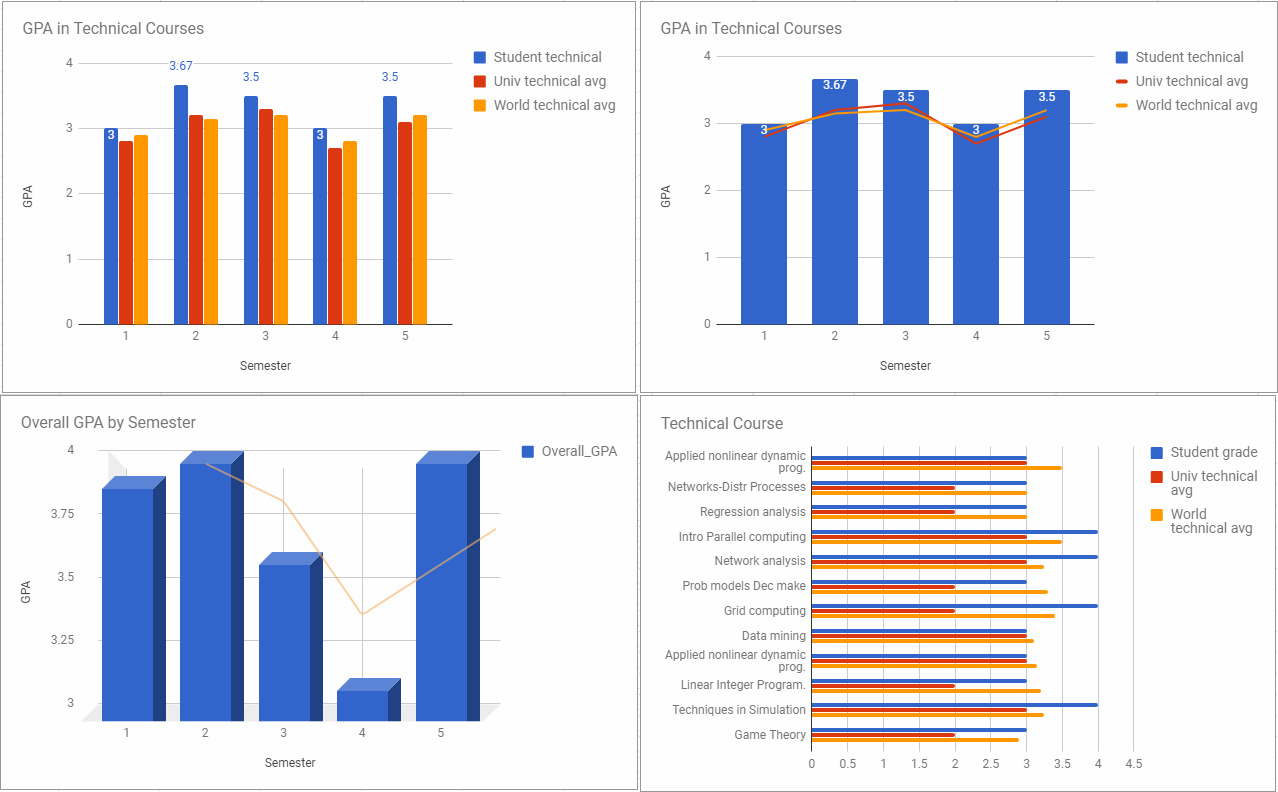 GPA in Technical Courses
Student technical
Univ technical avg
World technical avg
4
3
2
1
0
3
3.67
3.5
3
3.5
GPA
1
2
3
4
5
Semester
GPA in Technical Courses
Student technical
Univ technical avg
World technical avg
4
3
2
1
0
3
3.67
3.5
3
3.5
GPA
1
2
3
4
5
Semester
Overall GPA by Semester
Overall_GPA
4
3.75
3.5
3.25
3
GPA
1
2
3
4
5
Semester
Technical Course
Student grade
Univ technical
avg
World
technical avg
Applied nonlinear dynamic
prog.
Networks-Distr Processes
Regression analysis
Intro Parallel computing
Network analysis
Prob models Dec make
Grid computing
Data mining
Applied nonlinear dynamic
prog.
Linear Integer Program.
Techniques in Simulation
Game Theory
0
0.5
1
1.5
2
2.5
3
3.5
4
4.5